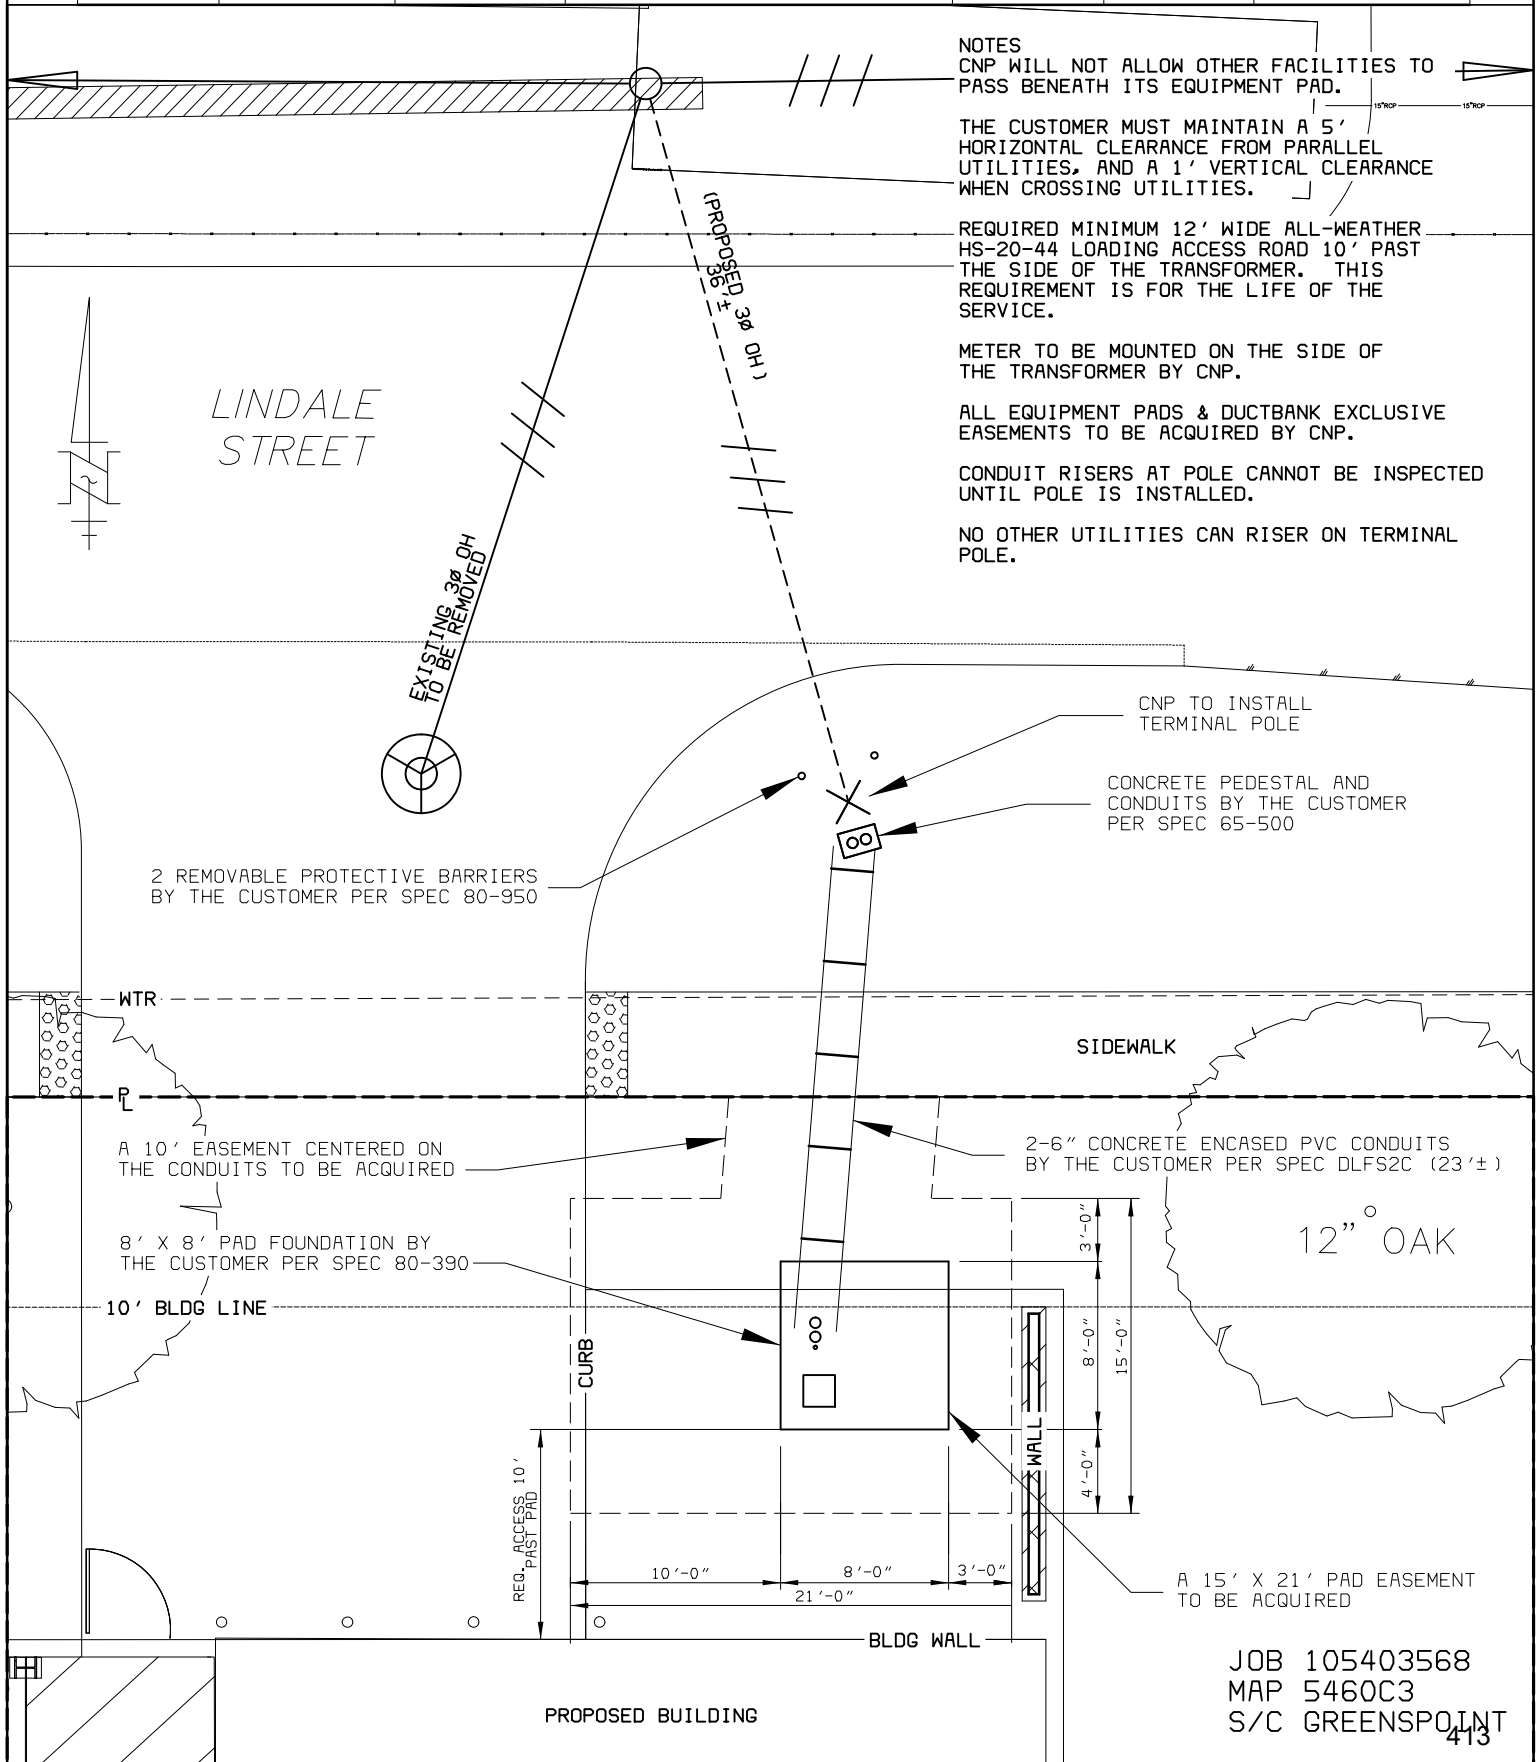 NOTES
CNP WILL NOT ALLOW OTHER FACILITIES TO
PASS BENEATH ITS EQUIPMENT PAD.
15"RCP
15"RCP
THE CUSTOMER MUST MAINTAIN A 5'
HORIZONTAL CLEARANCE FROM PARALLEL
UTILITIES, AND A 1' VERTICAL CLEARANCE
WHEN CROSSING UTILITIES.
REQUIRED MINIMUM 12' WIDE ALL-WEATHER
HS-20-44 LOADING ACCESS ROAD 10' PAST
THE SIDE OF THE TRANSFORMER. THIS
REQUIREMENT IS FOR THE LIFE OF THE
SERVICE.
METER TO BE MOUNTED ON THE SIDE OF
THE TRANSFORMER BY CNP.
ALL EQUIPMENT PADS & DUCTBANK EXCLUSIVE
EASEMENTS TO BE ACQUIRED BY CNP.
CONDUIT RISERS AT POLE CANNOT BE INSPECTED
UNTIL POLE IS INSTALLED.
NO OTHER UTILITIES CAN RISER ON TERMINAL
POLE.
(PROPOSED 3Ø OH)
36'±
LINDALE
STREET
N
EXISTING 3Ø OH
TO BE REMOVED
CNP TO INSTALL
TERMINAL POLE
CONCRETE PEDESTAL AND
CONDUITS BY THE CUSTOMER
PER SPEC 65-500
2 REMOVABLE PROTECTIVE BARRIERS
BY THE CUSTOMER PER SPEC 80-950
WTR
SIDEWALK
PL
A 10' EASEMENT CENTERED ON
THE CONDUITS TO BE ACQUIRED
2-6" CONCRETE ENCASED PVC CONDUITS
BY THE CUSTOMER PER SPEC DLFS2C (23'±)
8' X 8' PAD FOUNDATION BY
THE CUSTOMER PER SPEC 80-390
12" OAK
10' BLDG LINE
CURB
WALL
3'-0"
8'-0"
15'-0"
4'-0"
REQ. ACCESS 10'
PAST PAD
10'-0"
8'-0"
3'-0"
21'-0"
A 15' X 21' PAD EASEMENT
TO BE ACQUIRED
BLDG WALL
PROPOSED BUILDING
JOB 105403568
MAP 5460C3
S/C GREENSPOINT
413